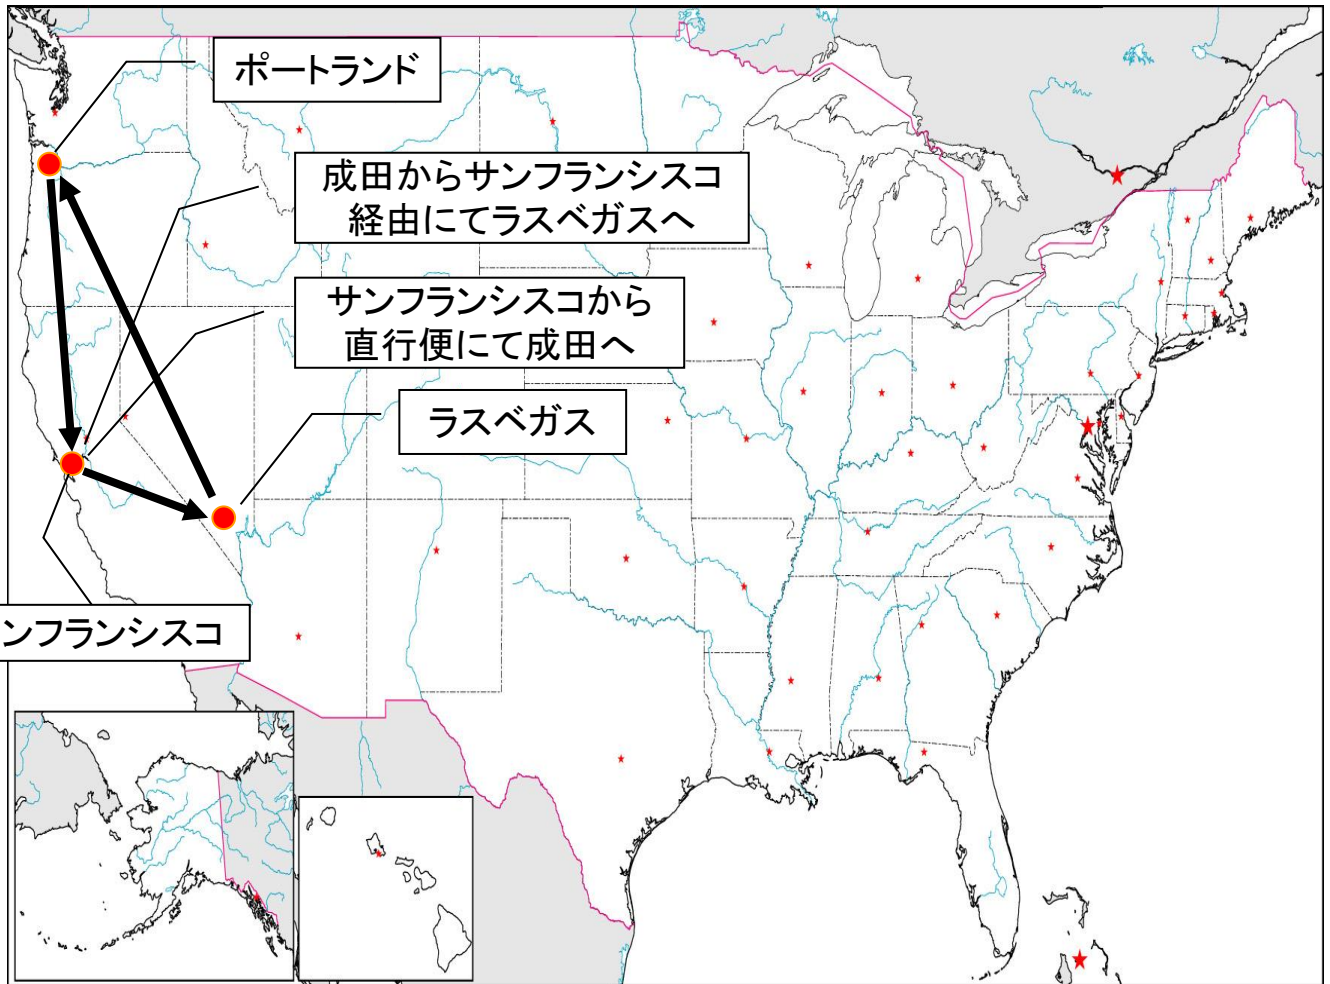 ポートランド
成田からサンフランシスコ
経由にてラスベガスへ
サンフランシスコから
直行便にて成田へ
ラスベガス
ンフランシスコ